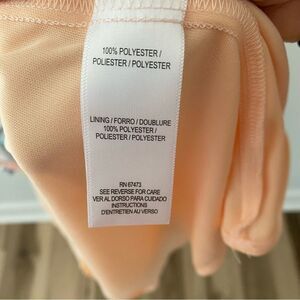 100% POLYESTER /
POLIESTER / POLYESTER
LINING / FORRO / DOUBLURE
100% POLYESTER /
POLIESTER / POLYESTER
RN 67473
SEE REVERSE FOR CARE
VER AL DORSO PARA CUIDADO
INSTRUCTIONS
D'ENTRETIEN AU VERSO